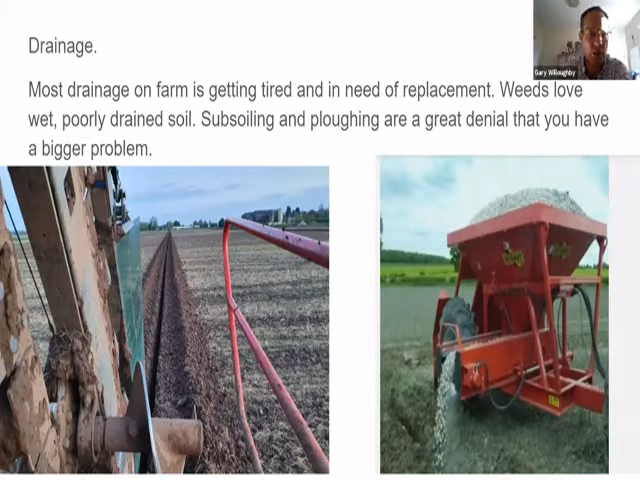 Drainage.
Gary Willoughby
Most drainage on farm is getting tired and in need of replacement. Weeds love
wet, poorly drained soil. Subsoiling and ploughing are a great denial that you have
a bigger problem.